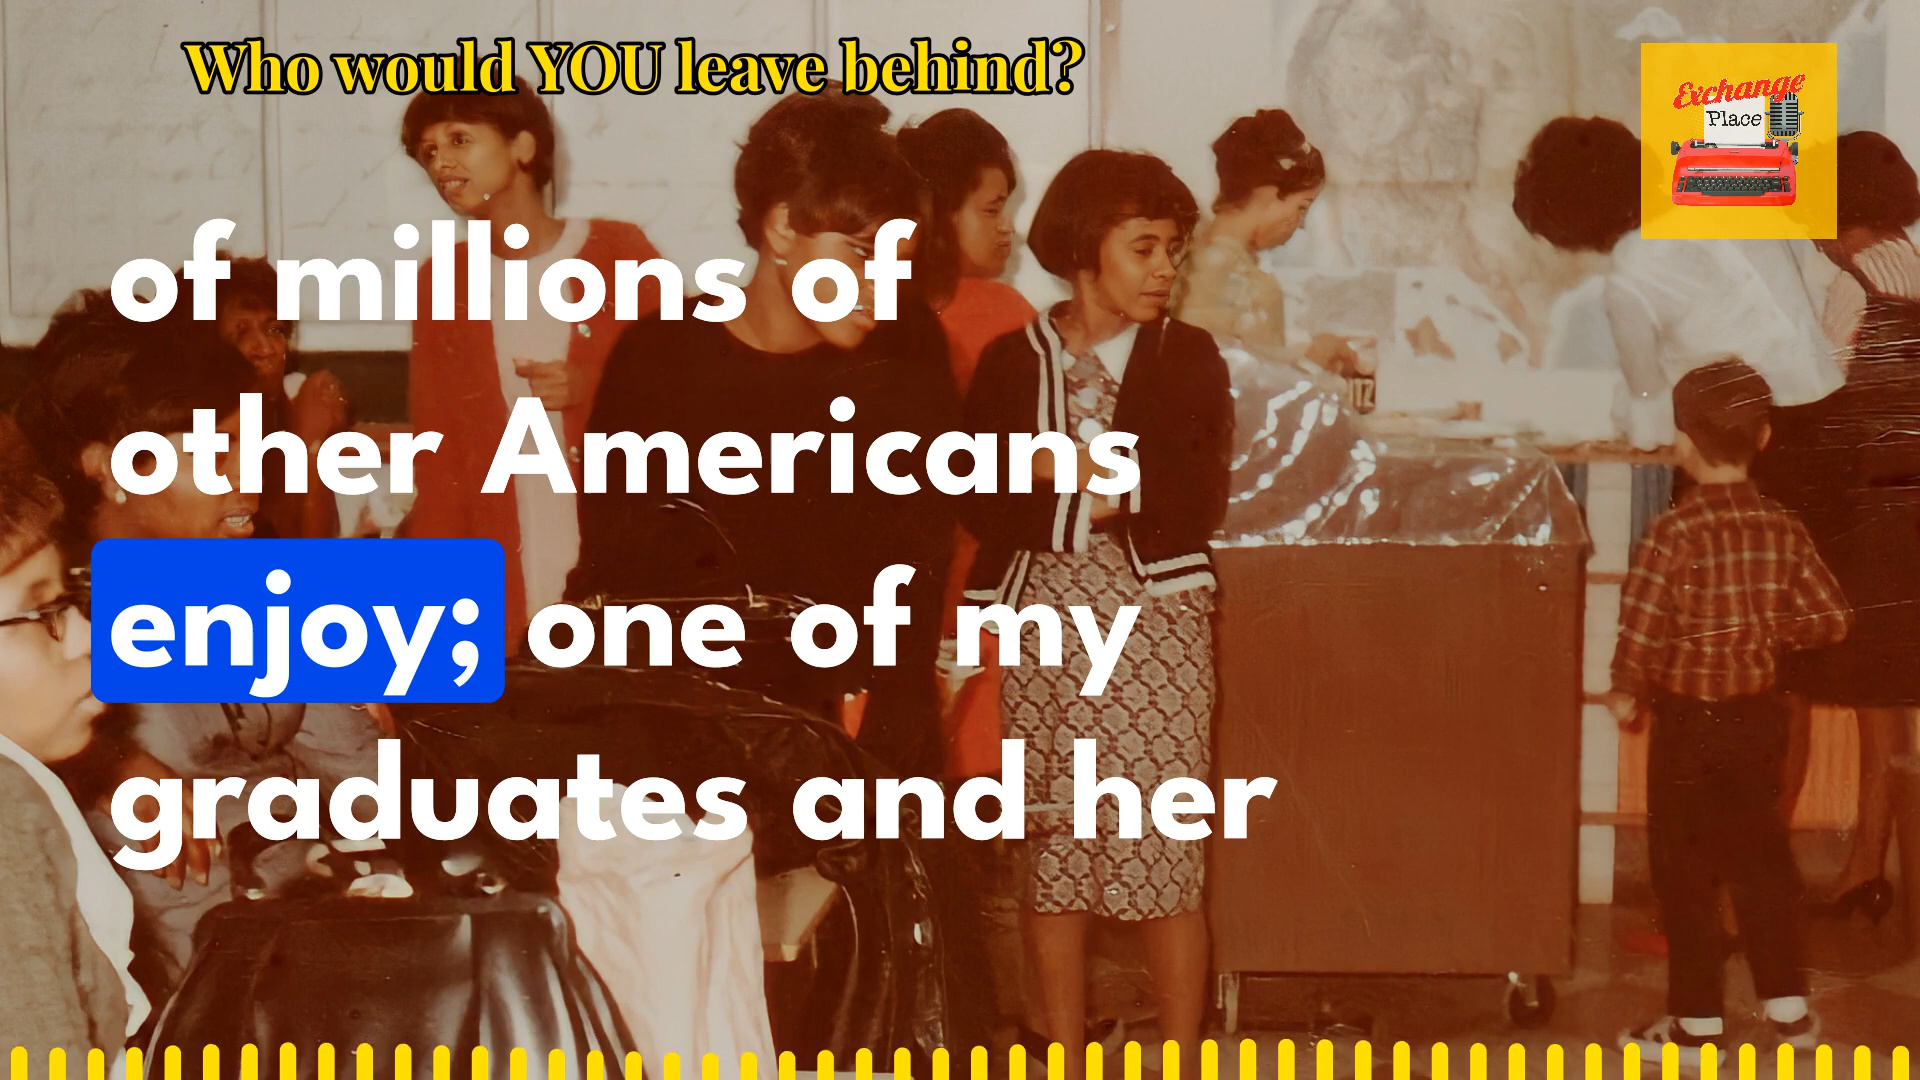 Who would YOU leave behind?
Exchange
Place
of millions of
other Americans
enjoy; one of my
graduates and her